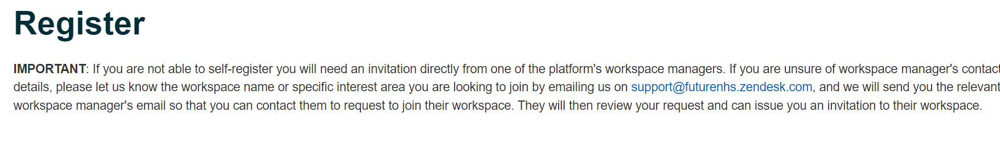 Register
IMPORTANT: If you are not able to self-register you will need an invitation directly from one of the platform's workspace managers. If you are unsure of workspace manager's contact
details, please let us know the workspace name or specific interest area you are looking to join by emailing us on support@futurenhs.zendesk.com, and we will send you the relevant
workspace manager's email so that you can contact them to request to join their workspace. They will then review your request and can issue you an invitation to their workspace.